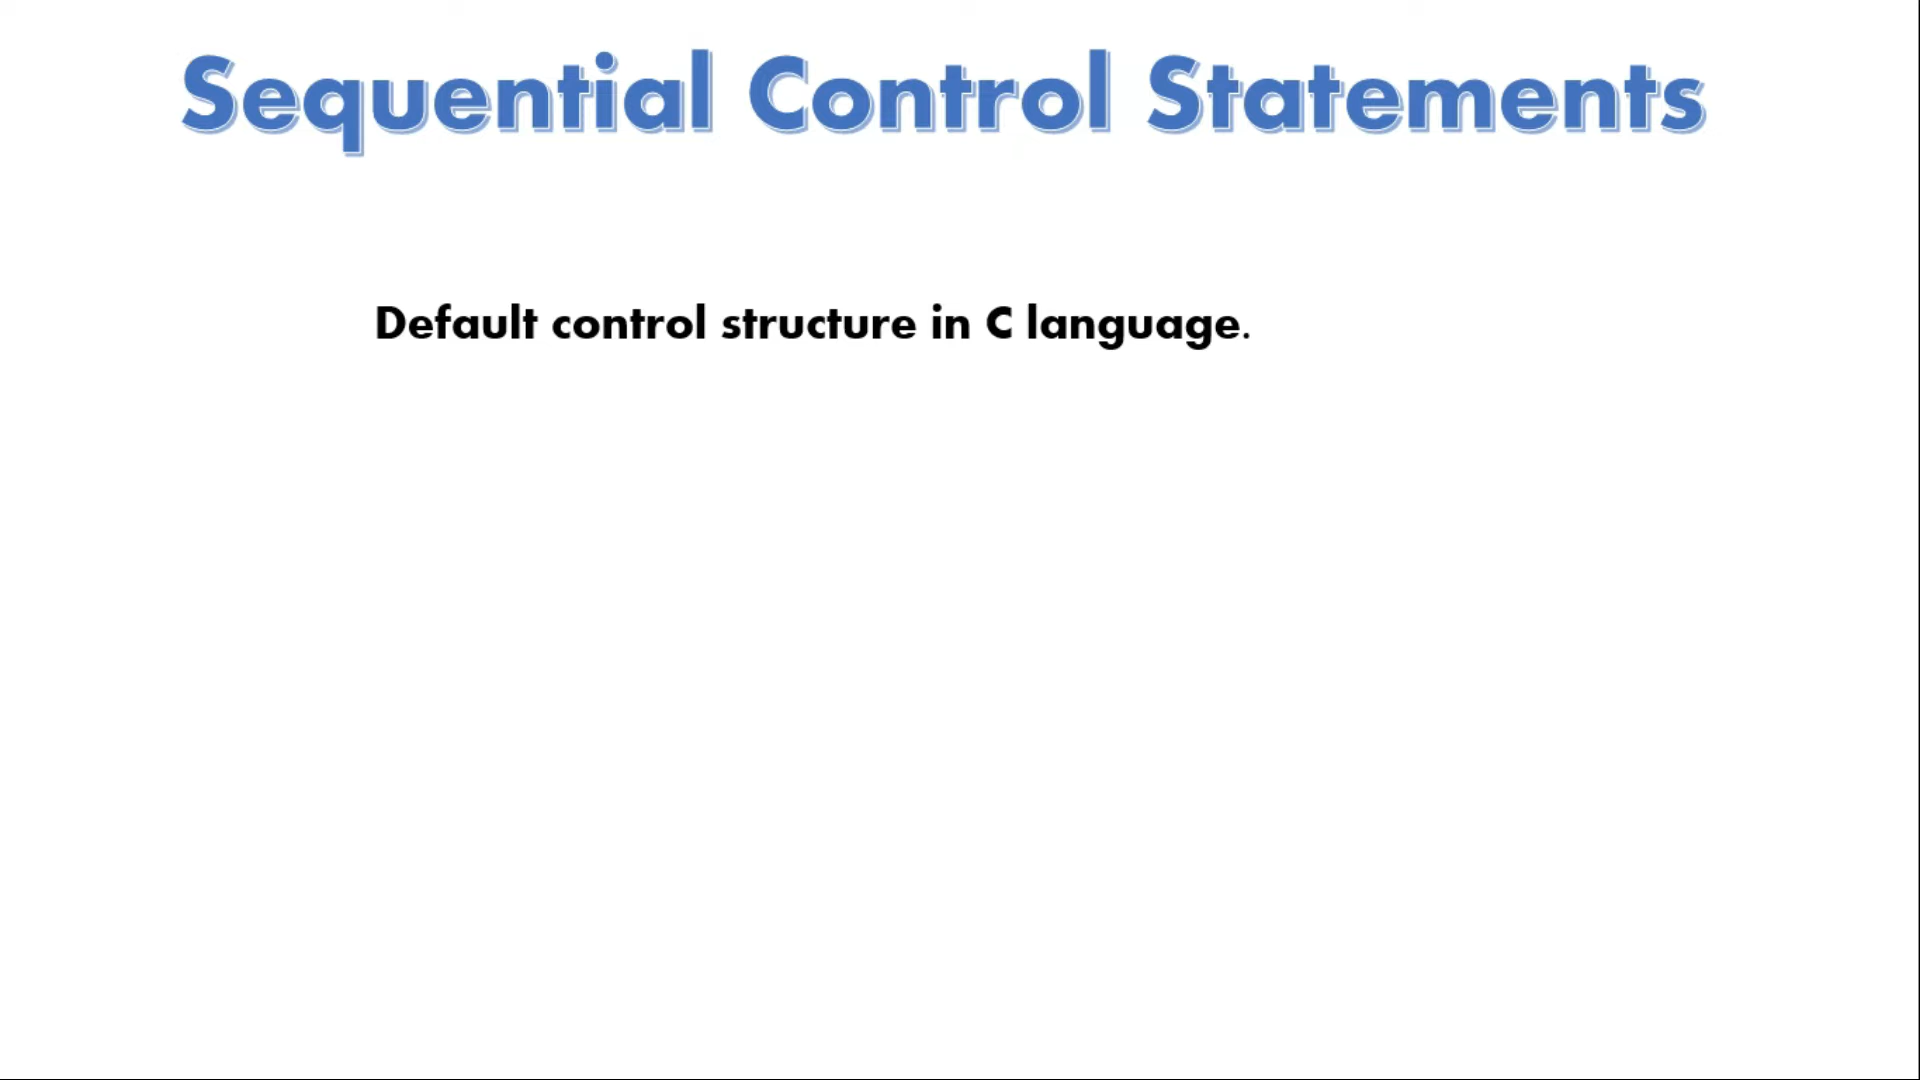 Sequential Control Statements
Default control structure in C language.